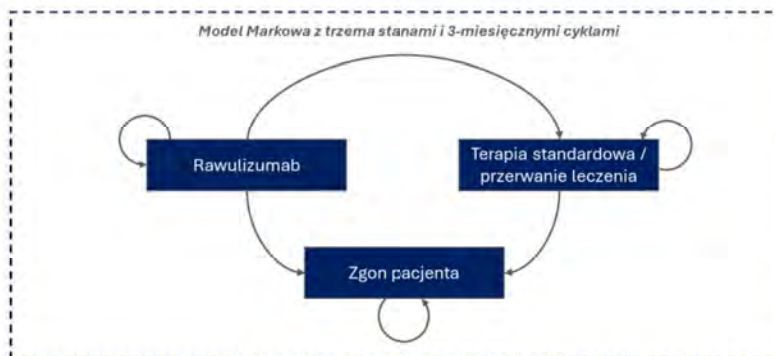 Model Markowa z trzema stanami i 3-miesięcznymi cyklami
Rawulizumab
Terapia standardowa /
przerwanie leczenia
Zgon pacjenta